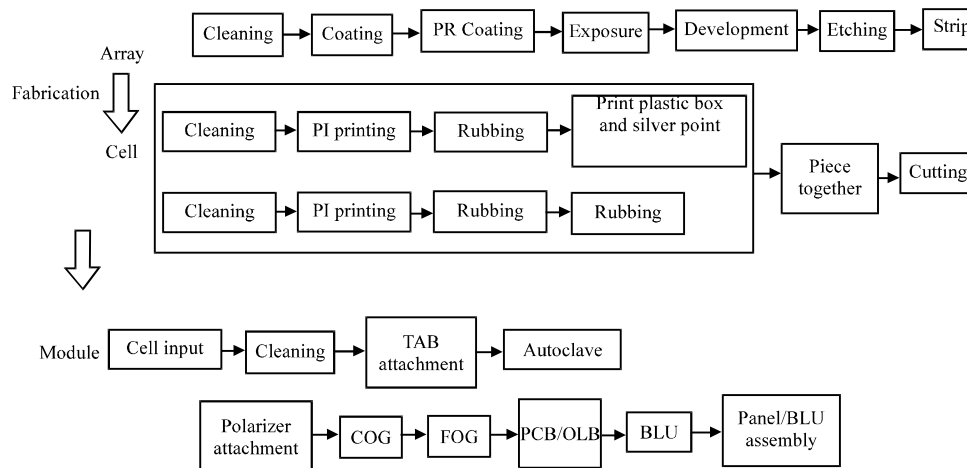 Cleaning
Coating
PR Coating
Exposure
Development
Etching
Strip
Array
Fabrication
Cell
Cleaning
PI printing
Rubbing
Print plastic box
and silver point
Cleaning
PI printing
Rubbing
Rubbing
Piece
together
Cutting
Module
Cell input
Cleaning
TAB
attachment
Autoclave
Polarizer
attachment
COG
FOG
PCB/OLB
BLU
Panel/BLU
assembly